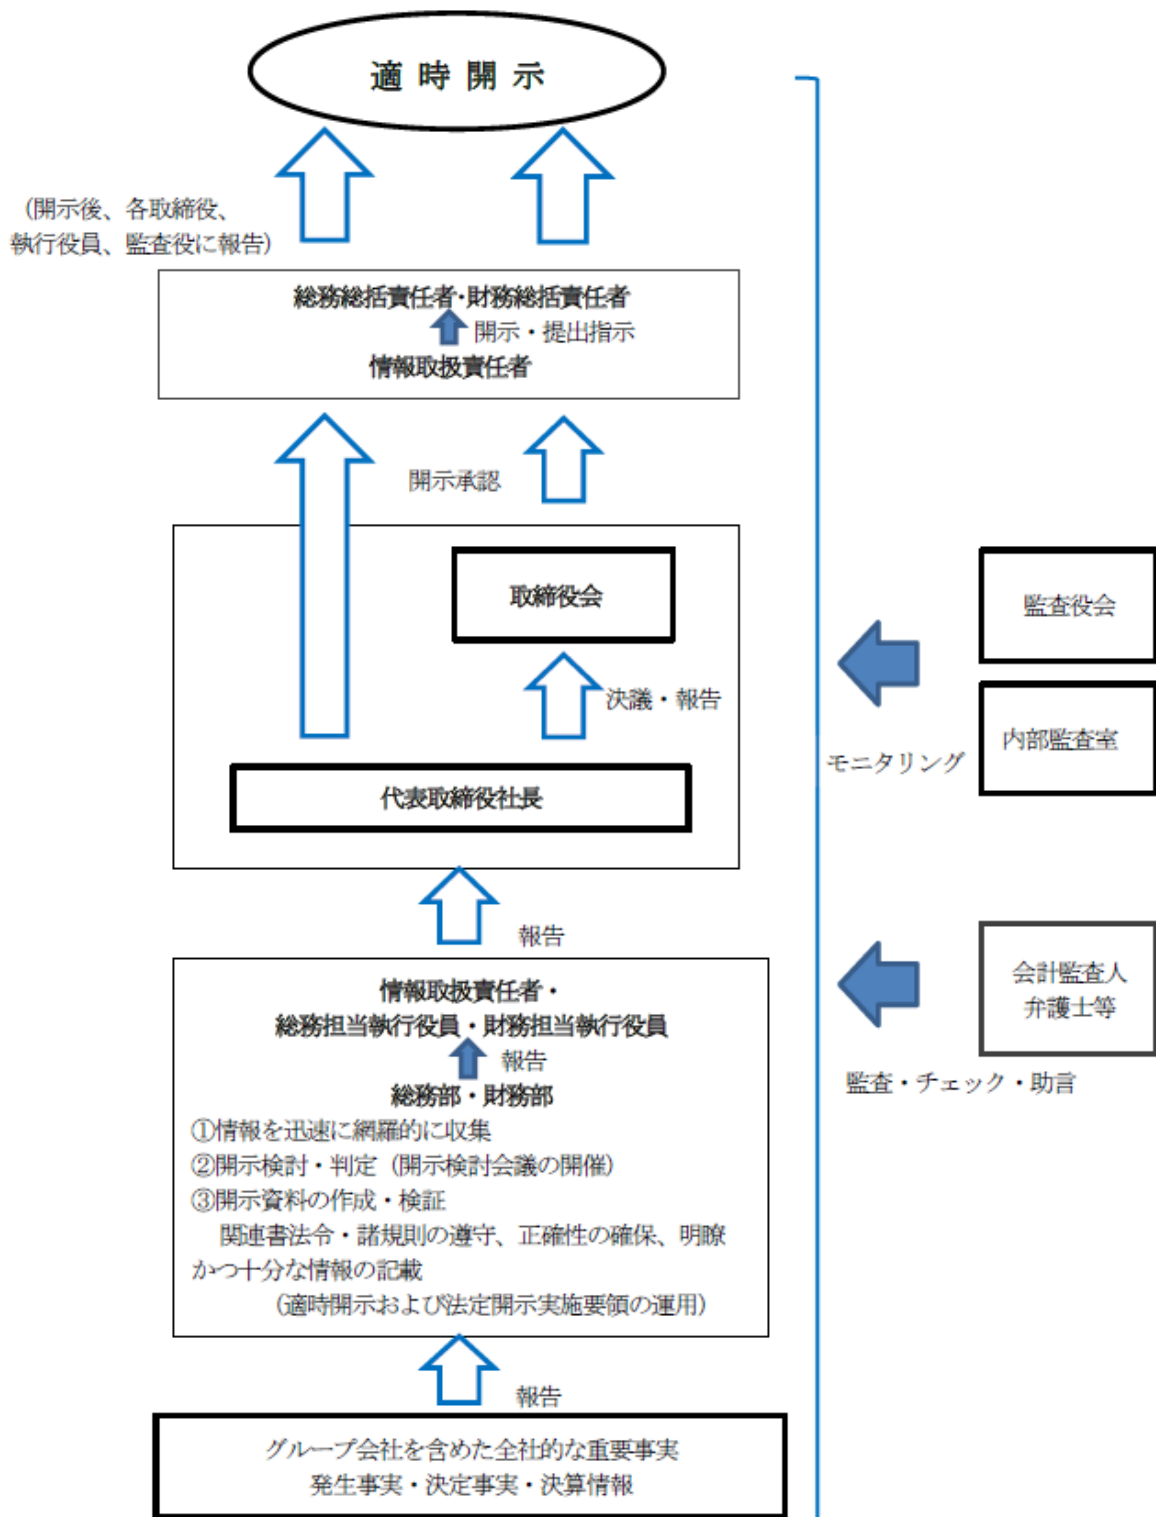 適 時 開 示
（開示後、各取締役、
執行役員、監査役に報告）
総務総括責任者・財務総括責任者
開示・提出指示
情報取扱責任者
開示承認
取締役会
決議・報告
代表取締役社長
監査役会
内部監査室
モニタリング
報告
情報取扱責任者・
総務担当執行役員・財務担当執行役員
報告
総務部・財務部
①情報を迅速に網羅的に収集
②開示検討・判定（開示検討会議の開催）
③開示資料の作成・検証
関連書法令・諸規則の遵守、正確性の確保、明瞭
かつ十分な情報の記載
（適時開示および法定開示実施要領の運用）
会計監査人
弁護士等
監査・チェック・助言
報告
グループ会社を含めた全社的な重要事実
発生事実・決定事実・決算情報